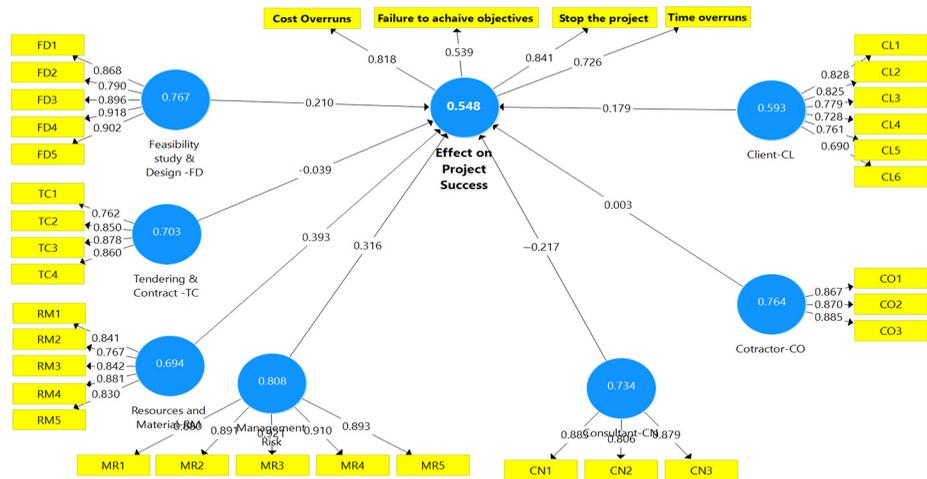 Cost Overruns
Failure to achaive objectives
Stop the project
Time overruns
0.818
0.539
0.841
0.726
FD1
FD2
FD3
FD4
FD5
0.868
0.790
0.896
0.918
0.902
0.767
Feasibility
study &
Design -FD
0.210
0.548
Effect on
Project
Success
0.179
0.593
Client-CL
0.828
0.825
0.779
0.728
0.761
0.690
CL1
CL2
CL3
CL4
CL5
CL6
TC1
TC2
TC3
TC4
0.762
0.850
0.878
0.860
0.703
Tendering &
Contract -TC
-0.039
0.393
0.316
−0.217
0.003
RM1
RM2
RM3
RM4
RM5
0.841
0.767
0.842
0.881
0.830
0.694
Resources and
Material-RM
0.808
Management
Risk
0.891
0.921
0.910
0.893
MR1
MR2
MR3
MR4
MR5
0.734
Consultant-CN
0.806
0.879
CN1
CN2
CN3
0.764
Cotractor-CO
0.867
0.870
0.885
CO1
CO2
CO3